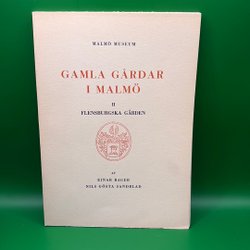 MALMÖ MUSEUM
GAMLA GÅRDAR
I MALMÖ
II
FLENSBURGSKA GÅRDEN
AV
EINAR BAGER
NILS GÖSTA SANDBLAD